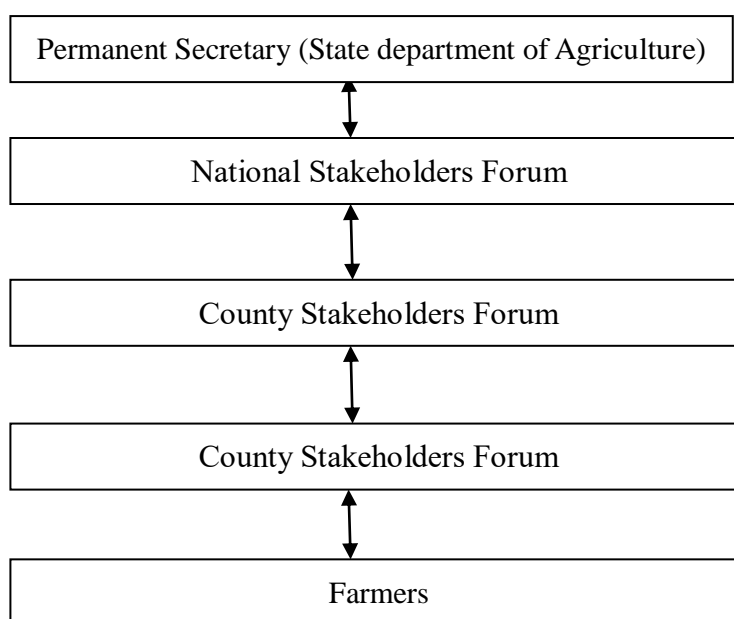 Permanent Secretary (State department of Agriculture)
National Stakeholders Forum
County Stakeholders Forum
County Stakeholders Forum
Farmers